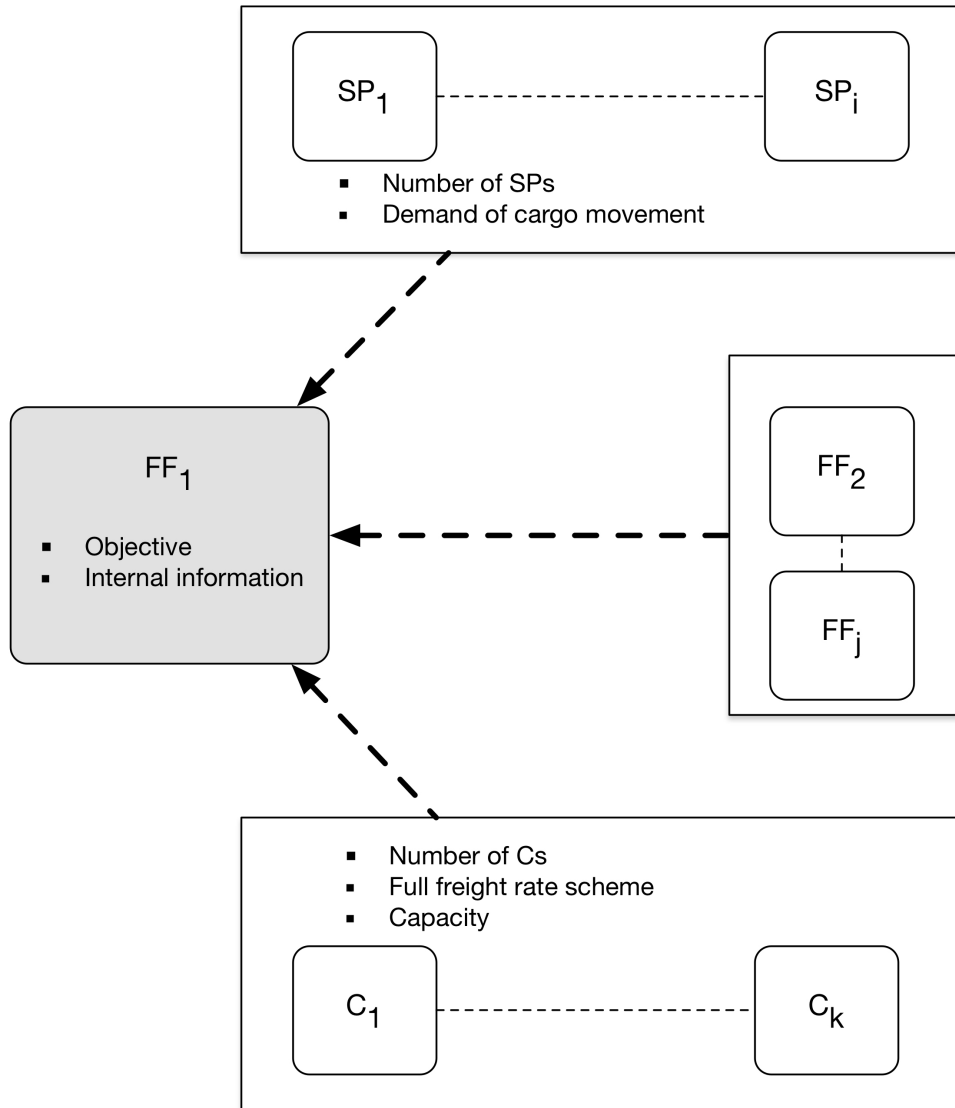 SP₁
SPᵢ
▪ Number of SPs
▪ Demand of cargo movement
FF₁
▪ Objective
▪ Internal information
FF₂
FFⱼ
▪ Number of Cs
▪ Full freight rate scheme
▪ Capacity
C₁
Cₖ